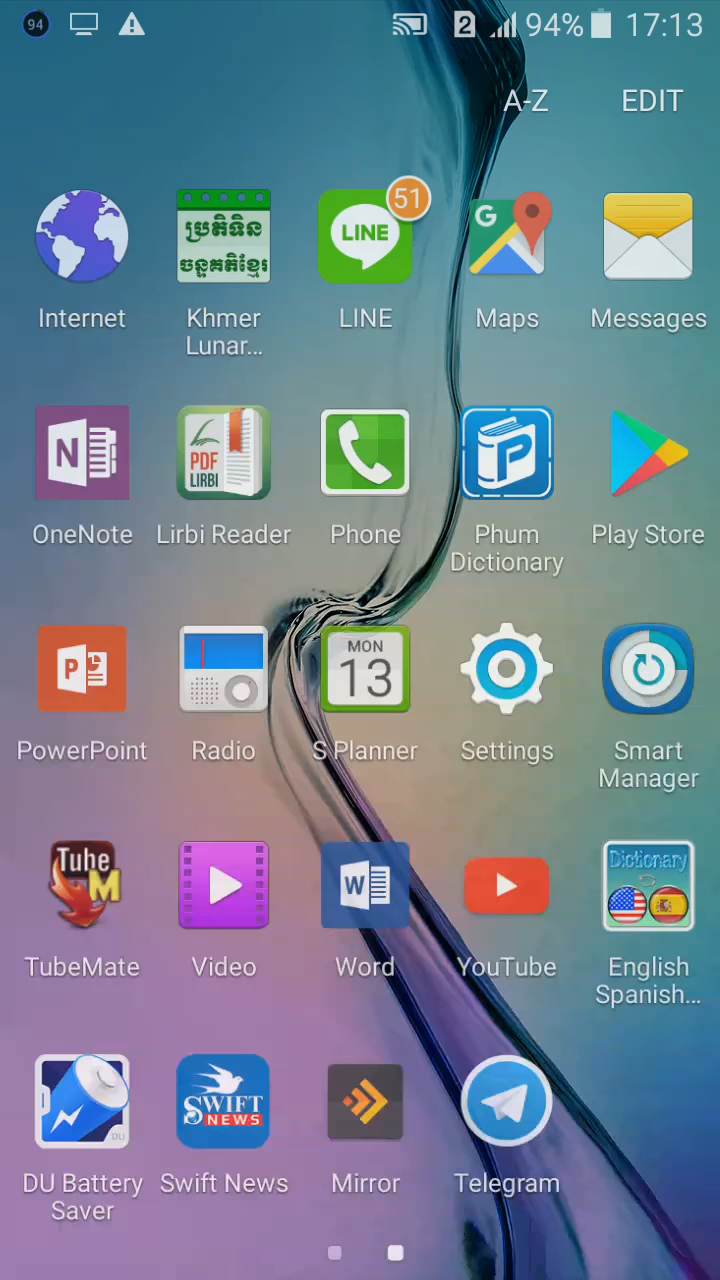 94
2
94%
17:13
A-Z
EDIT
ប្រតិទិន
ចន្ទគតិខ្មែរ
LINE
51
G
Internet
Khmer
Lunar...
LINE
Maps
Messages
N
PDF
LIRBI
P
OneNote
Lirbi Reader
Phone
Phum
Dictionary
Play Store
P
MON
13
PowerPoint
Radio
S Planner
Settings
Smart
Manager
Tube
M
W
Dictionary
TubeMate
Video
Word
YouTube
English
Spanish...
DU
SWIFT
NEWS
DU Battery
Saver
Swift News
Mirror
Telegram